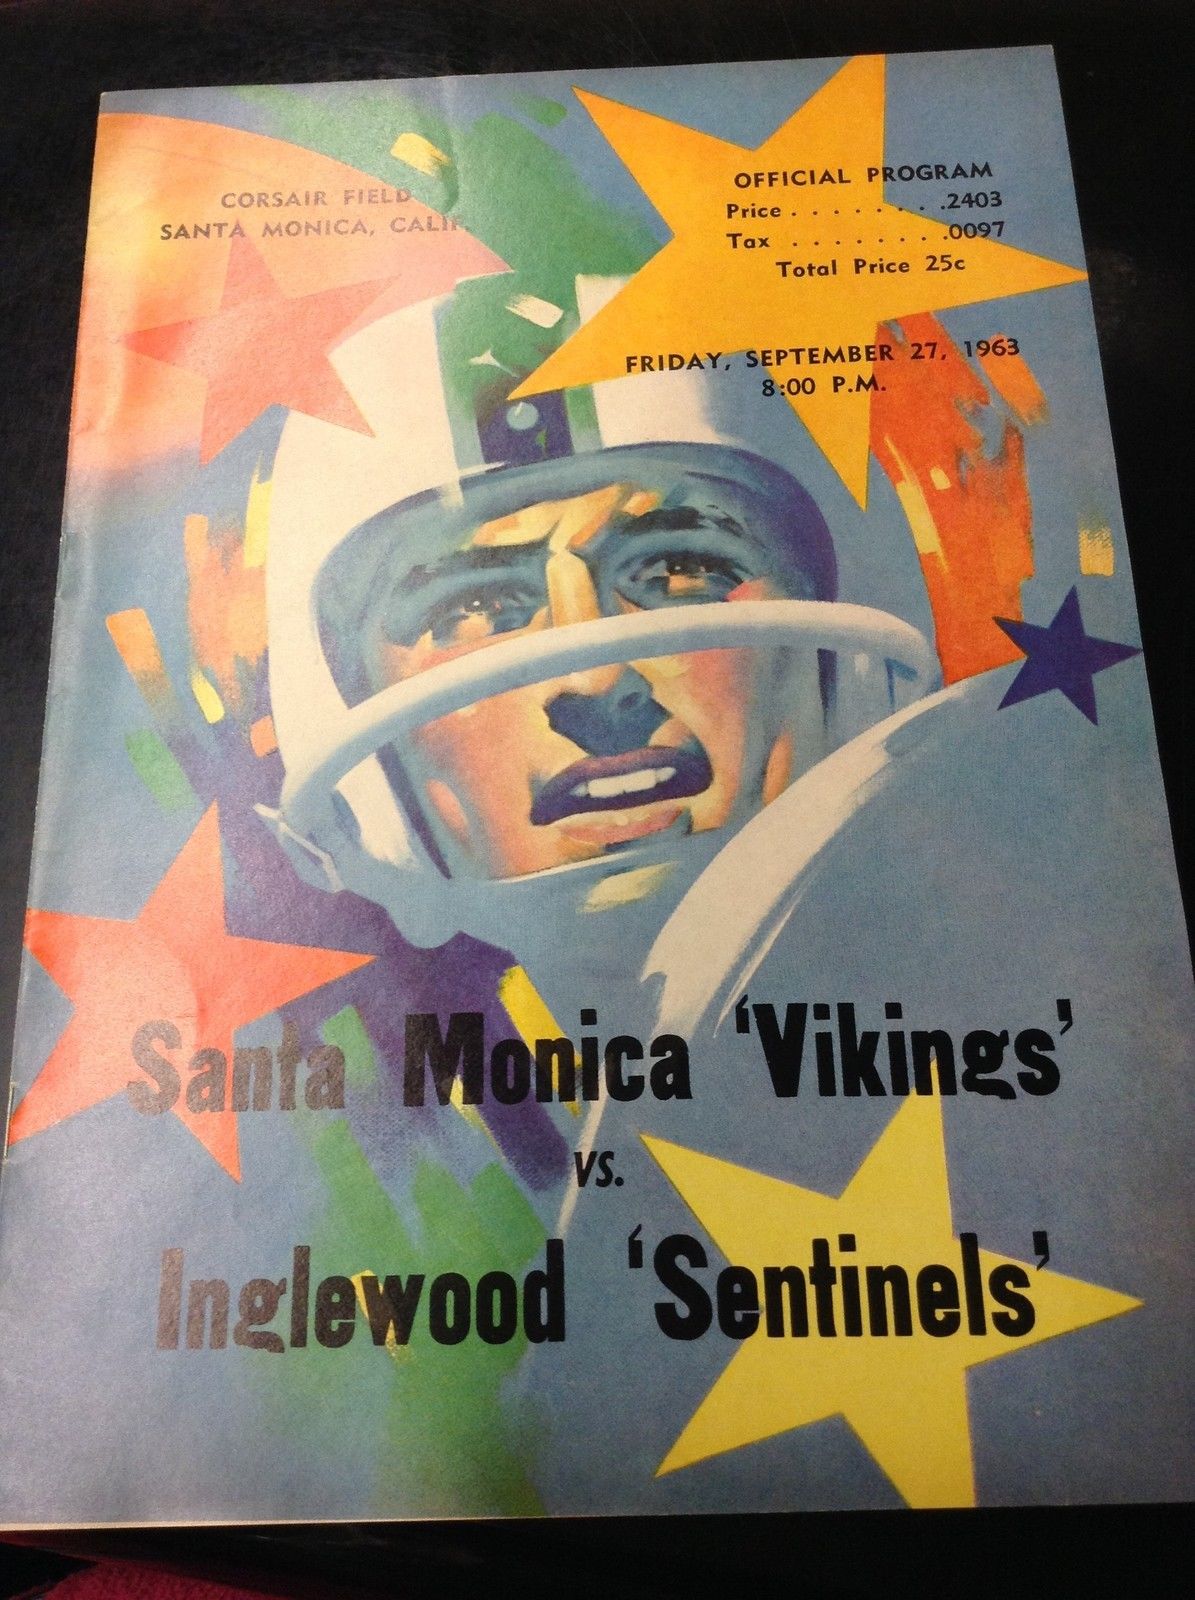 CORSAIR FIELD
SANTA MONICA, CALIF.
OFFICIAL PROGRAM
Price . . . . . . . .2403
Tax . . . . . . . .0097
Total Price 25c
FRIDAY, SEPTEMBER 27, 1963
8:00 P.M.
Santa Monica 'Vikings'
vs.
Inglewood 'Sentinels'